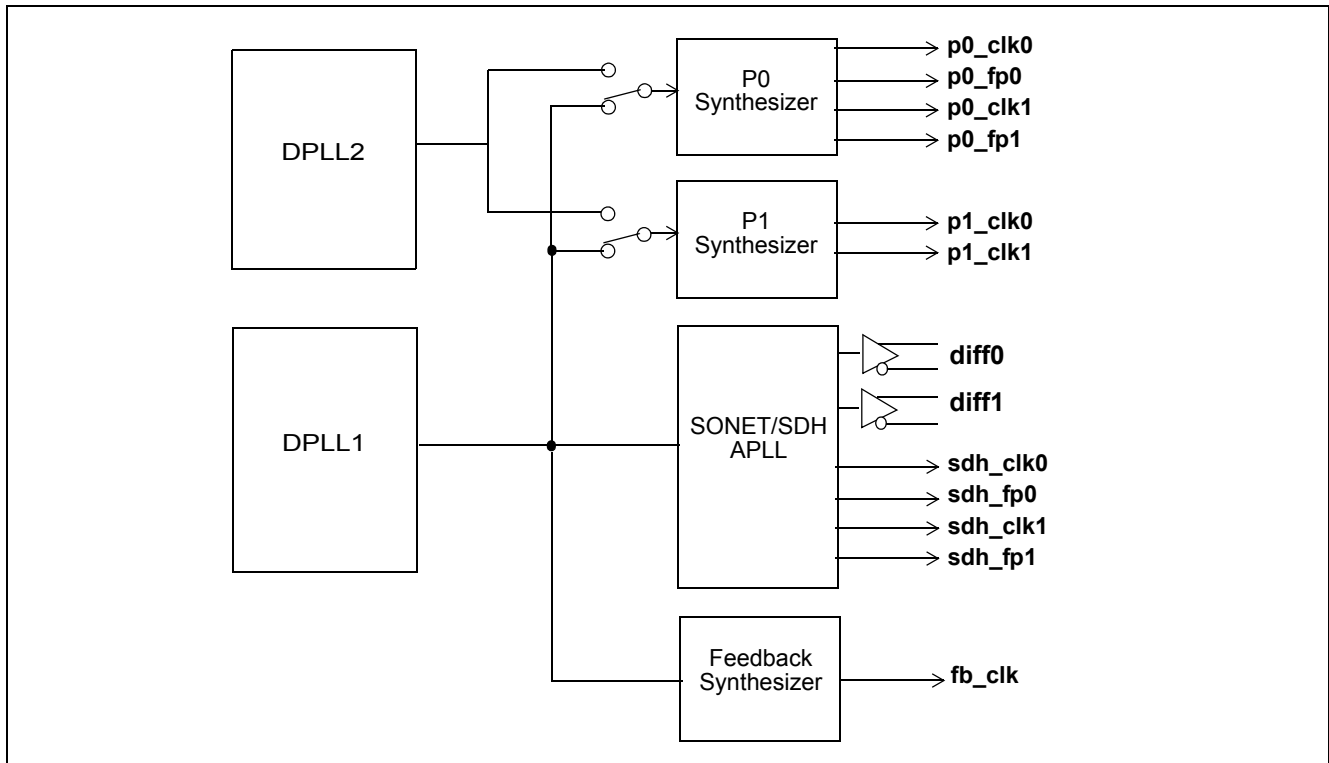 DPLL2
P0
Synthesizer
p0_clk0
p0_fp0
p0_clk1
p0_fp1
P1
Synthesizer
p1_clk0
p1_clk1
DPLL1
SONET/SDH
APLL
diff0
diff1
sdh_clk0
sdh_fp0
sdh_clk1
sdh_fp1
Feedback
Synthesizer
fb_clk